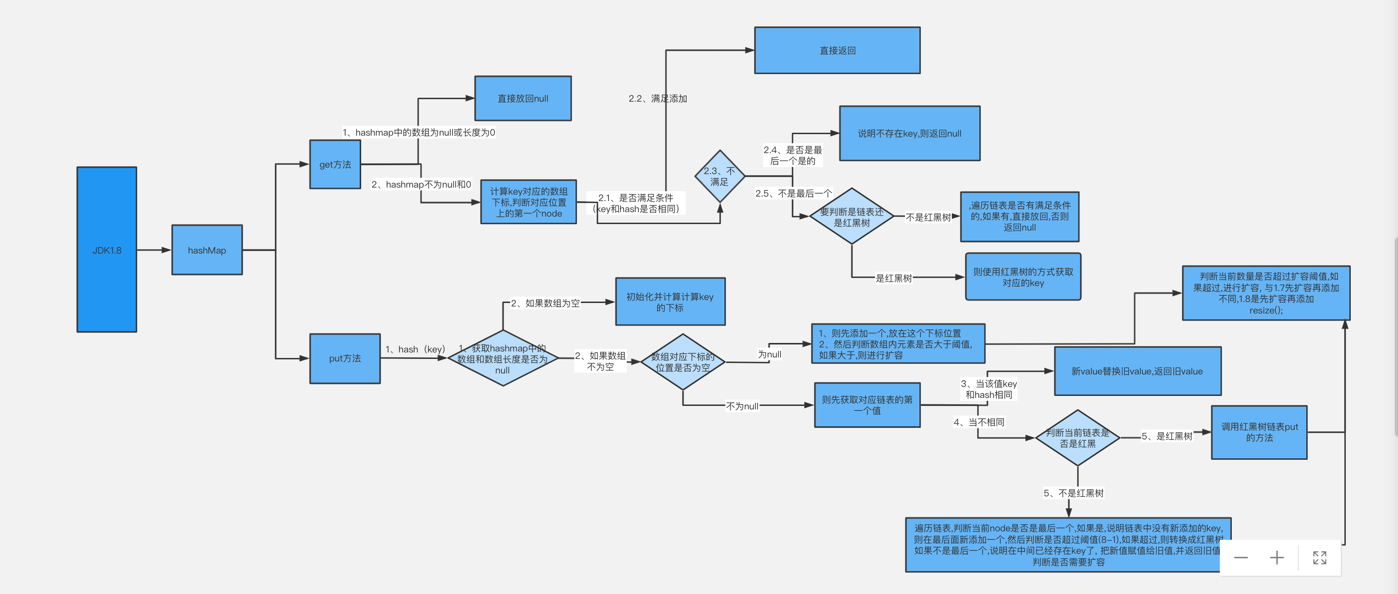 JDK1.8
hashMap
get方法
1、hashmap中的数组为null或长度为0
直接放回null
2、hashmap不为null和0
计算key对应的数组
下标,判断对应位置
上的第一个node
2.1、是否满足条件
（key和hash是否相同）
2.2、满足添加
直接返回
2.3、不
满足
2.4、是否是最
后一个是的
说明不存在key,则返回null
2.5、不是最后一个
要判断是链表还
是红黑树
不是红黑树
,遍历链表是否有满足条件
的,如果有,直接放回,否则
返回null
是红黑树
则使用红黑树的方式获取
对应的key
put方法
1、hash（key）
1、获取hashmap中的
数组和数组长度是否为
null
2、如果数组为空
初始化并计算计算key
的下标
2、如果数组
不为空
数组对应下标的
位置是否为空
为null
1、则先添加一个,放在这个下标位置
2、然后判断数组内元素是否大于阈值,
如果大于,则进行扩容
判断当前数量是否超过扩容阈值,如
果超过,进行扩容, 与1.7先扩容再添加
不同,1.8是先扩容再添加
resize();
不为null
则先获取对应链表的第
一个值
3、当该值key
和hash相同
新value替换旧value,返回旧value
4、当不相同
判断当前链表是
否是红黑
5、是红黑树
调用红黑树链表put
的方法
5、不是红黑树
遍历链表,判断当前node是否是最后一个,如果是,说明链表中没有新添加的key,
则在最后面新添加一个,然后判断是否超过阈值(8-1),如果超过,则转换成红黑树
如果不是最后一个,说明在中间已经存在key了, 把新值赋值给旧值,并返回旧值
判断是否需要扩容